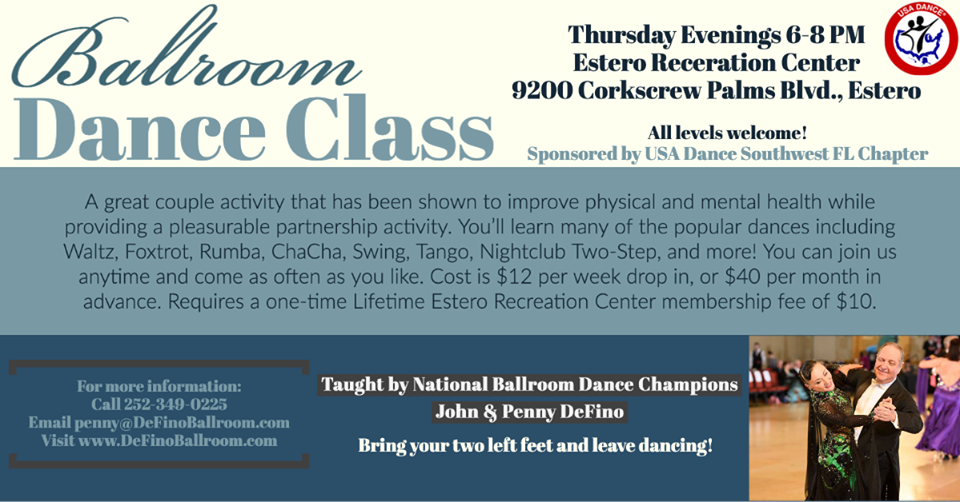 Ballroom
Dance Class
Thursday Evenings 6-8 PM
Estero Receration Center
9200 Corkscrew Palms Blvd., Estero
All levels welcome!
Sponsored by USA Dance Southwest FL Chapter
USA DANCE
A great couple activity that has been shown to improve physical and mental health while
providing a pleasurable partnership activity. You'll learn many of the popular dances including
Waltz, Foxtrot, Rumba, ChaCha, Swing, Tango, Nightclub Two-Step, and more! You can join us
anytime and come as often as you like. Cost is $12 per week drop in, or $40 per month in
advance. Requires a one-time Lifetime Estero Recreation Center membership fee of $10.
For more information:
Call 252-349-0225
Email penny@DeFinoBallroom.com
Visit www.DeFinoBallroom.com
Taught by National Ballroom Dance Champions
John & Penny DeFino
Bring your two left feet and leave dancing!